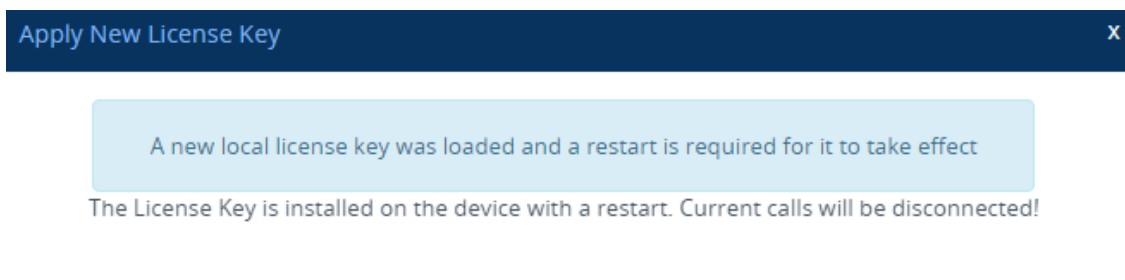 Apply New License Key
X
A new local license key was loaded and a restart is required for it to take effect
The License Key is installed on the device with a restart. Current calls will be disconnected!